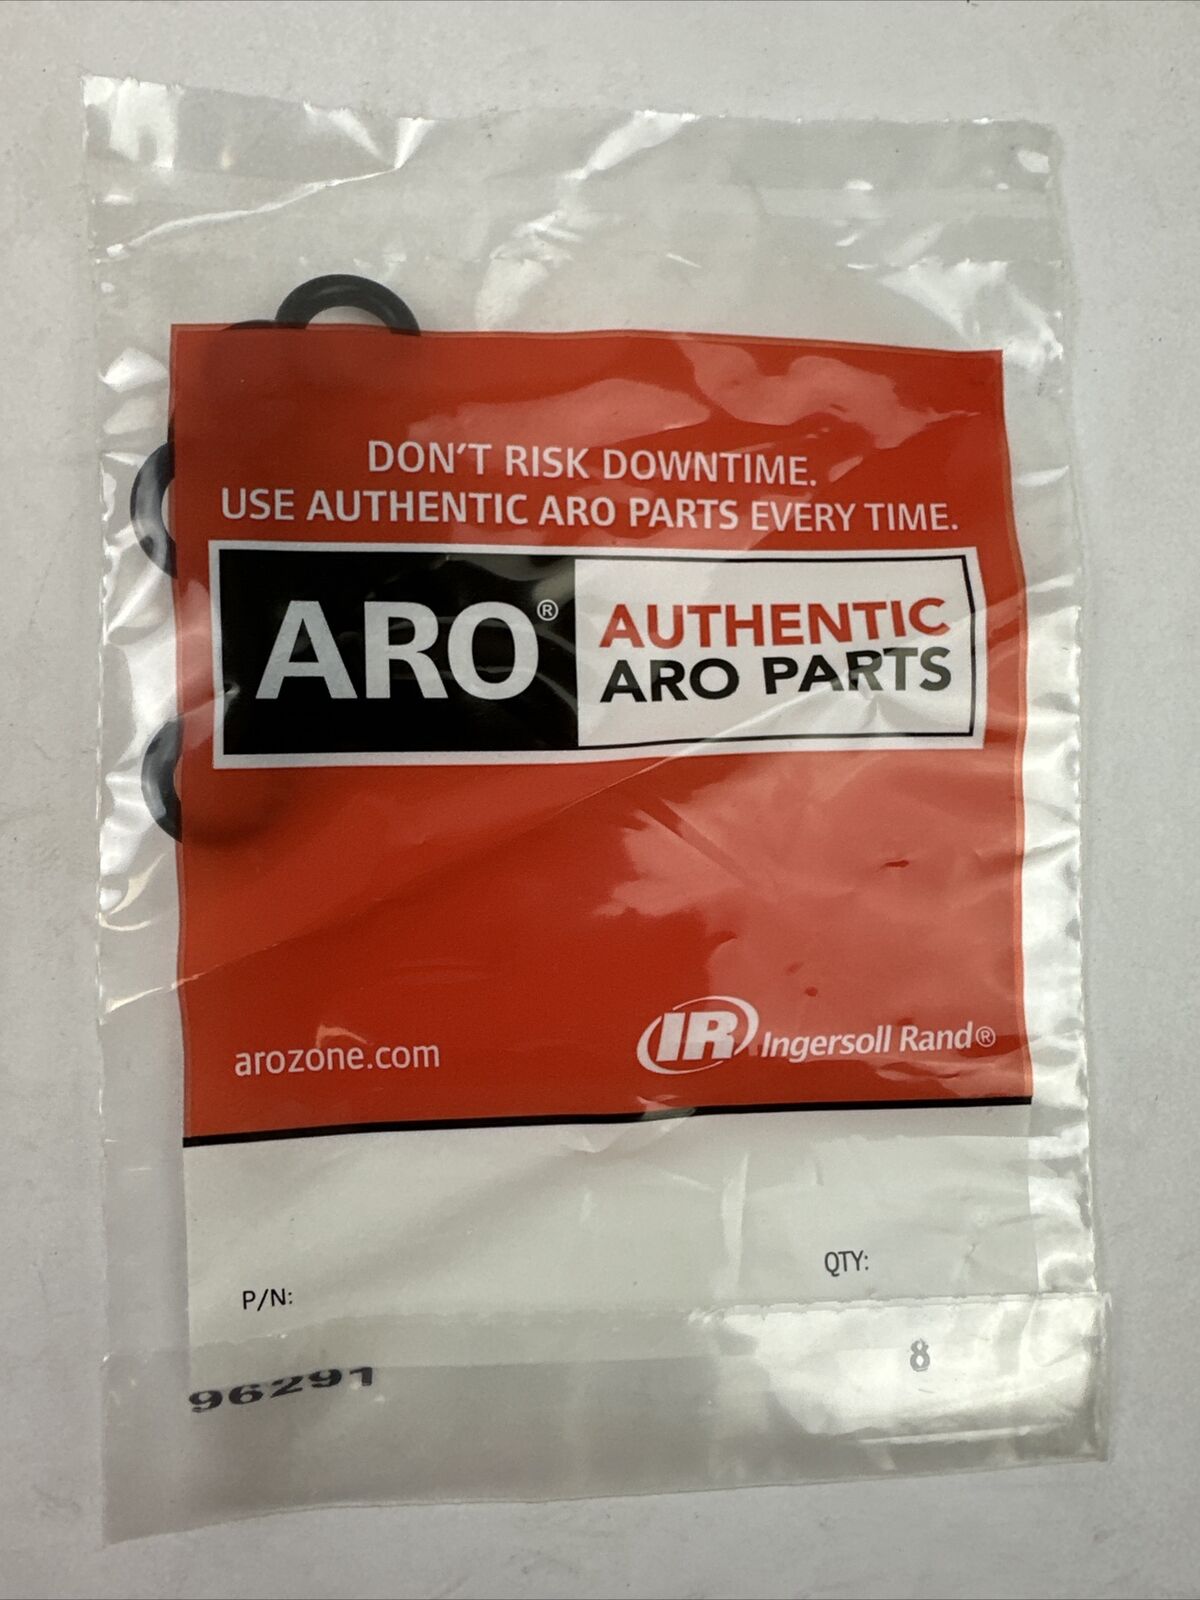 DON'T RISK DOWNTIME.
USE AUTHENTIC ARO PARTS EVERY TIME.
ARO®
AUTHENTIC
ARO PARTS
arozone.com
IR Ingersoll Rand®
P/N:
QTY:
96291
8